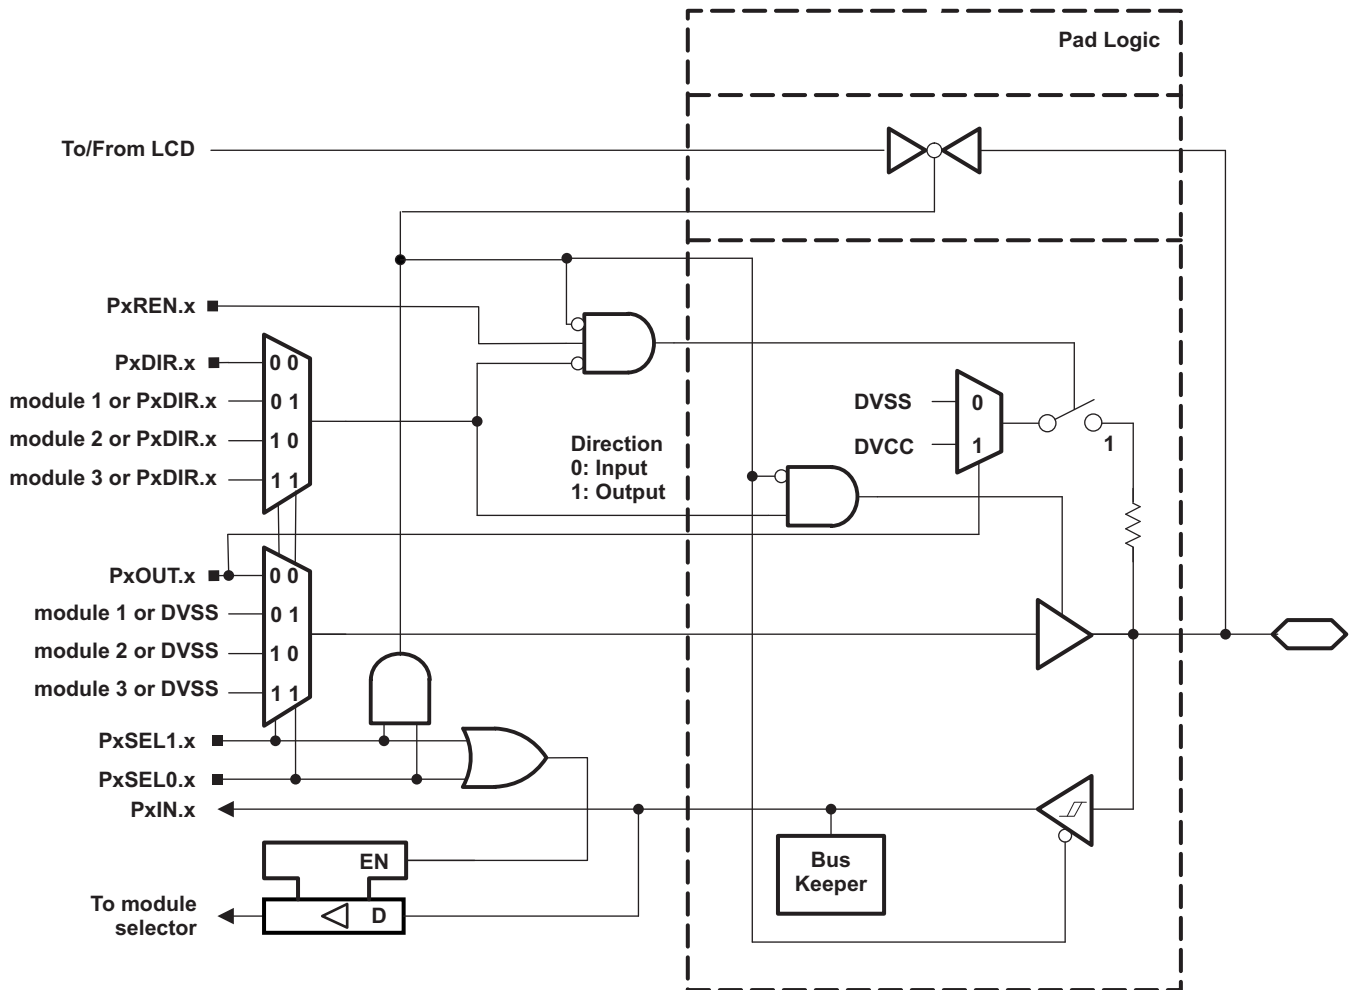 Pad Logic
To/From LCD
PxREN.x
PxDIR.x
0 0
module 1 or PxDIR.x
0 1
module 2 or PxDIR.x
1 0
module 3 or PxDIR.x
1 1
Direction
0: Input
1: Output
DVSS
0
DVCC
1
1
PxOUT.x
0 0
module 1 or DVSS
0 1
module 2 or DVSS
1 0
module 3 or DVSS
1 1
PxSEL1.x
PxSEL0.x
PxIN.x
Bus
Keeper
EN
D
To module
selector